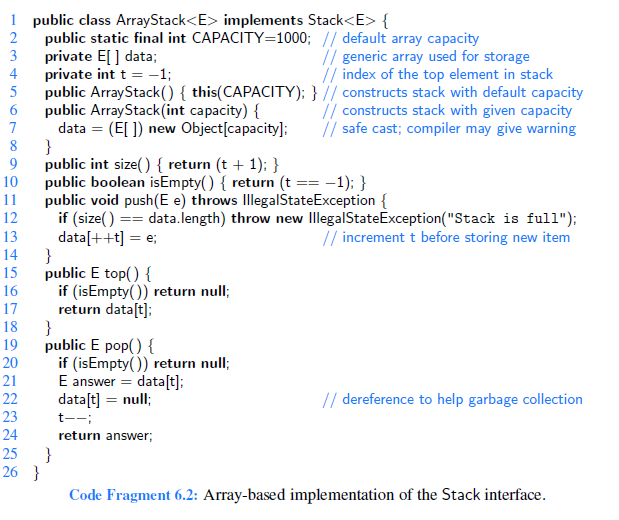 1 public class ArrayStack<E> implements Stack<E> {
2 public static final int CAPACITY=1000; // default array capacity
3 private E[ ] data; // generic array used for storage
4 private int t = −1; // index of the top element in stack
5 public ArrayStack( ) { this(CAPACITY); } // constructs stack with default capacity
6 public ArrayStack(int capacity) { // constructs stack with given capacity
7 data = (E[ ]) new Object[capacity]; // safe cast; compiler may give warning
8 }
9 public int size( ) { return (t + 1); }
10 public boolean isEmpty( ) { return (t == −1); }
11 public void push(E e) throws IllegalStateException {
12 if (size( ) == data.length) throw new IllegalStateException("Stack is full");
13 data[++t] = e; // increment t before storing new item
14 }
15 public E top( ) {
16 if (isEmpty( )) return null;
17 return data[t];
18 }
19 public E pop( ) {
20 if (isEmpty( )) return null;
21 E answer = data[t];
22 data[t] = null; // dereference to help garbage collection
23 t−−;
24 return answer;
25 }
26 }
Code Fragment 6.2: Array-based implementation of the Stack interface.